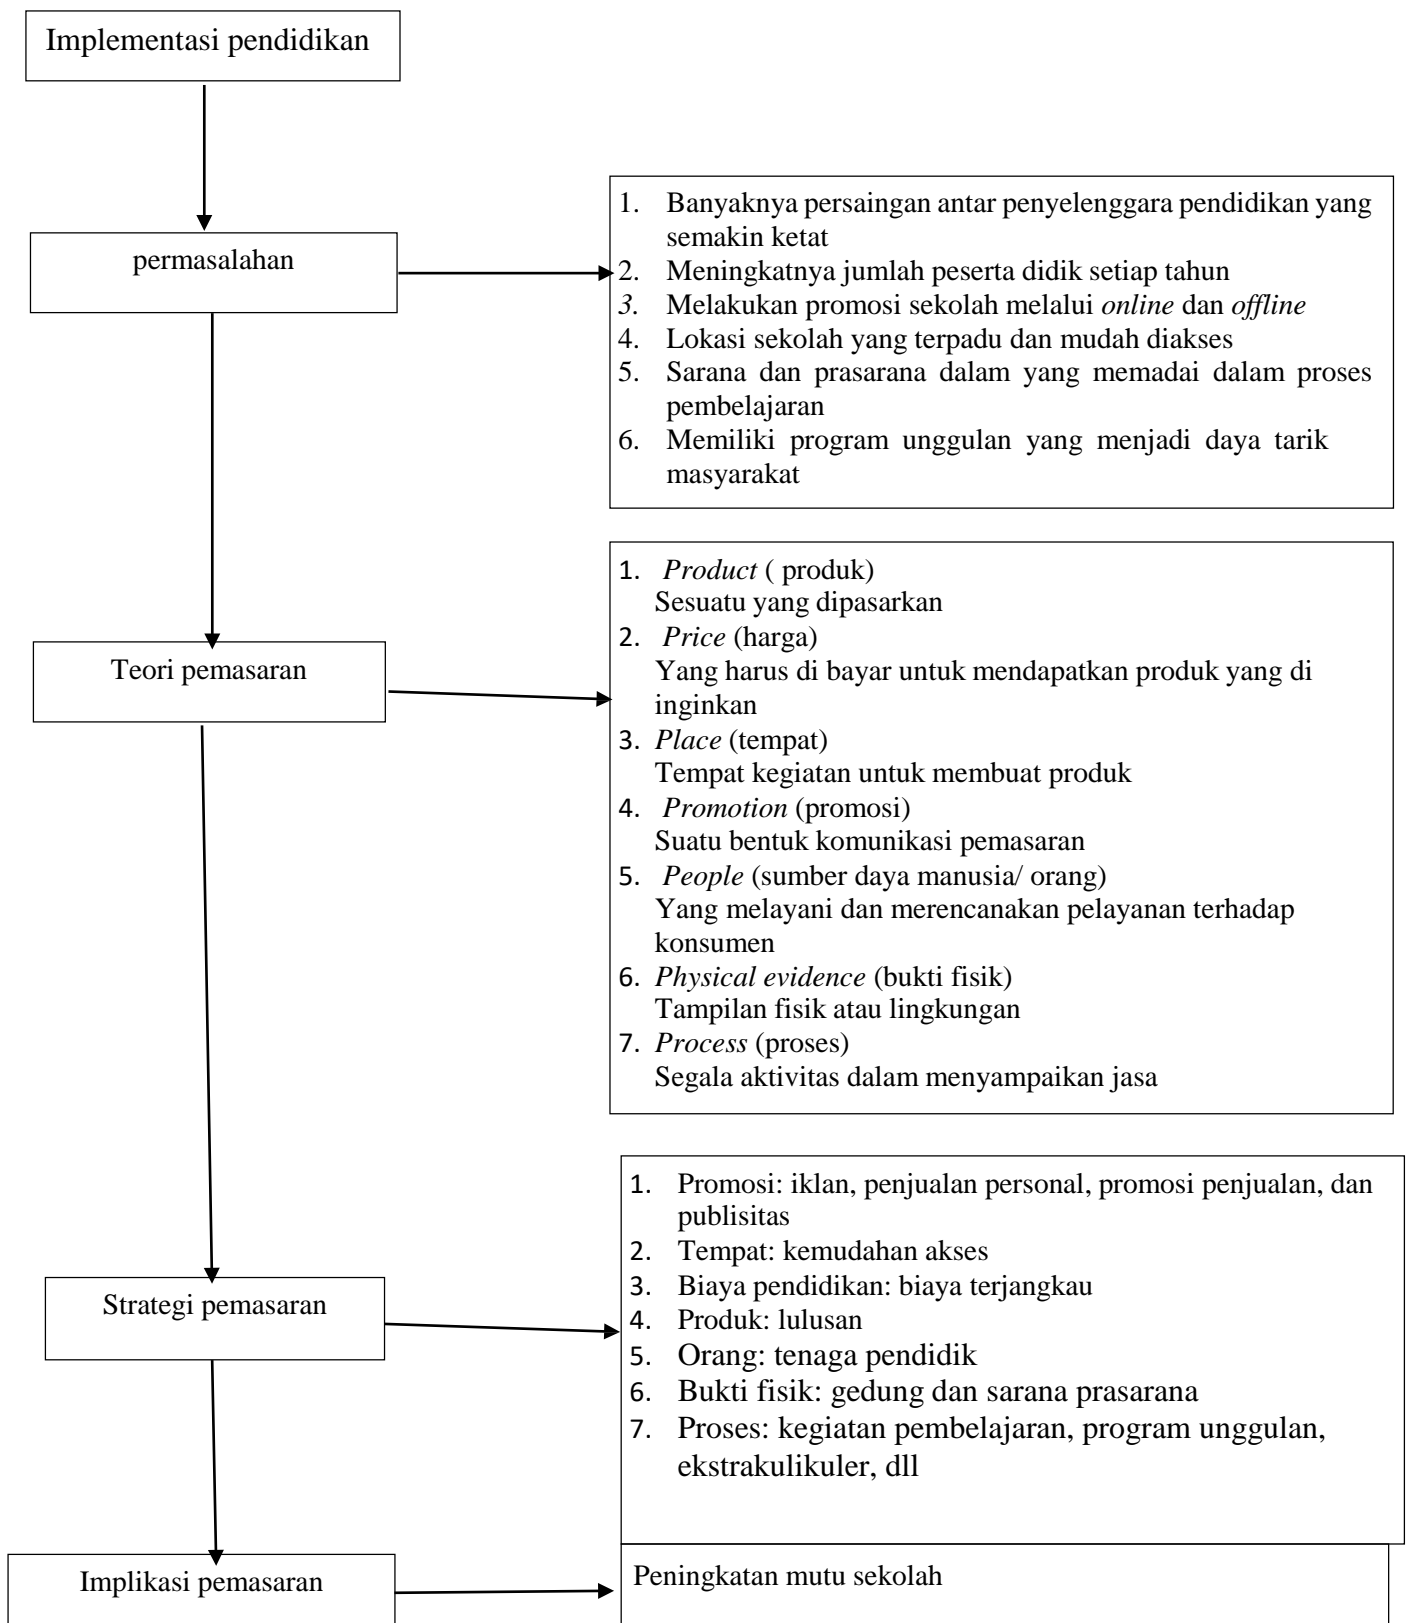 Implementasi pendidikan
permasalahan
1. Banyaknya persaingan antar penyelenggara pendidikan yang
semakin ketat
2. Meningkatnya jumlah peserta didik setiap tahun
3. Melakukan promosi sekolah melalui online dan offline
4. Lokasi sekolah yang terpadu dan mudah diakses
5. Sarana dan prasarana dalam yang memadai dalam proses
pembelajaran
6. Memiliki program unggulan yang menjadi daya tarik
masyarakat
Teori pemasaran
1. Product ( produk)
Sesuatu yang dipasarkan
2. Price (harga)
Yang harus di bayar untuk mendapatkan produk yang di
inginkan
3. Place (tempat)
Tempat kegiatan untuk membuat produk
4. Promotion (promosi)
Suatu bentuk komunikasi pemasaran
5. People (sumber daya manusia/ orang)
Yang melayani dan merencanakan pelayanan terhadap
konsumen
6. Physical evidence (bukti fisik)
Tampilan fisik atau lingkungan
7. Process (proses)
Segala aktivitas dalam menyampaikan jasa
Strategi pemasaran
1. Promosi: iklan, penjualan personal, promosi penjualan, dan
publisitas
2. Tempat: kemudahan akses
3. Biaya pendidikan: biaya terjangkau
4. Produk: lulusan
5. Orang: tenaga pendidik
6. Bukti fisik: gedung dan sarana prasarana
7. Proses: kegiatan pembelajaran, program unggulan,
ekstrakulikuler, dll
Implikasi pemasaran
Peningkatan mutu sekolah